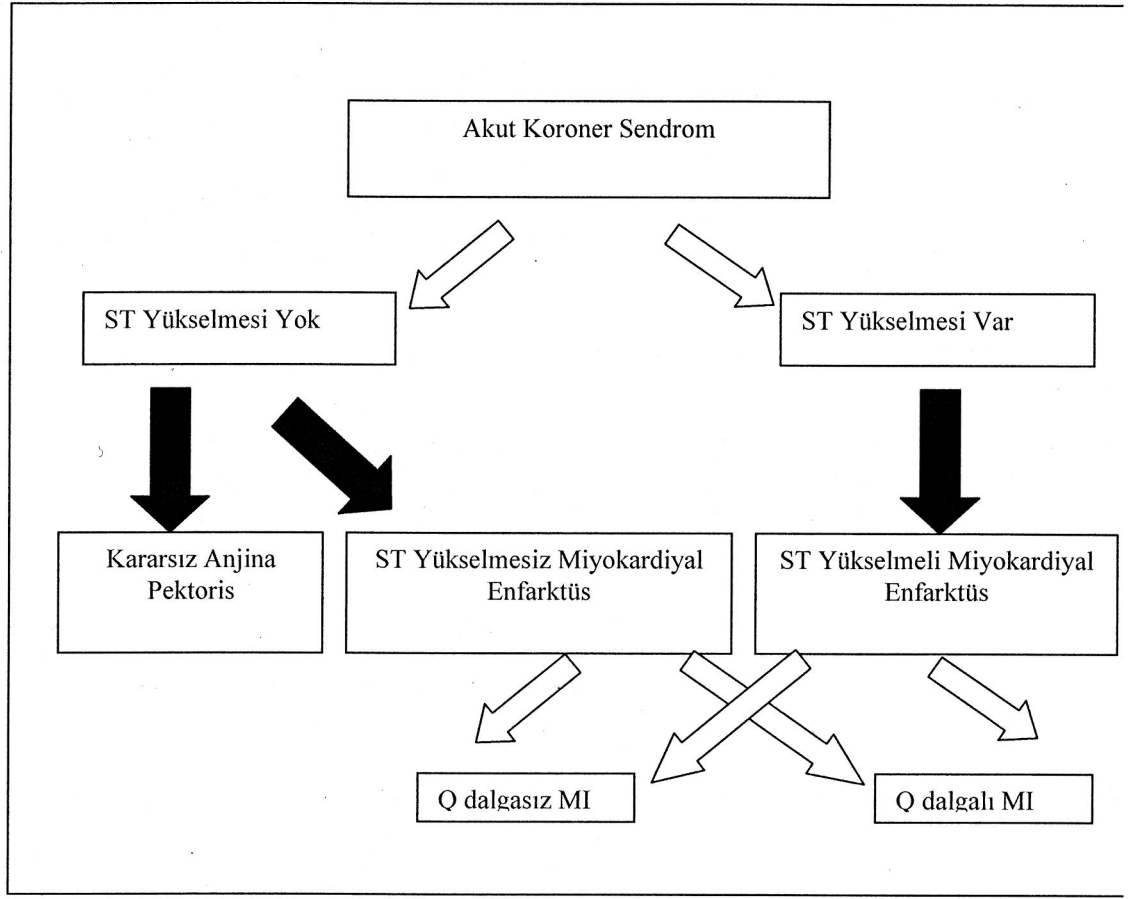 Akut Koroner Sendrom
ST Yükselmesi Yok
ST Yükselmesi Var
Kararsız Anjina
Pektoris
ST Yükselmesiz Miyokardiyal
Enfarktüs
ST Yükselmeli Miyokardiyal
Enfarktüs
Q dalgasız MI
Q dalgalı MI